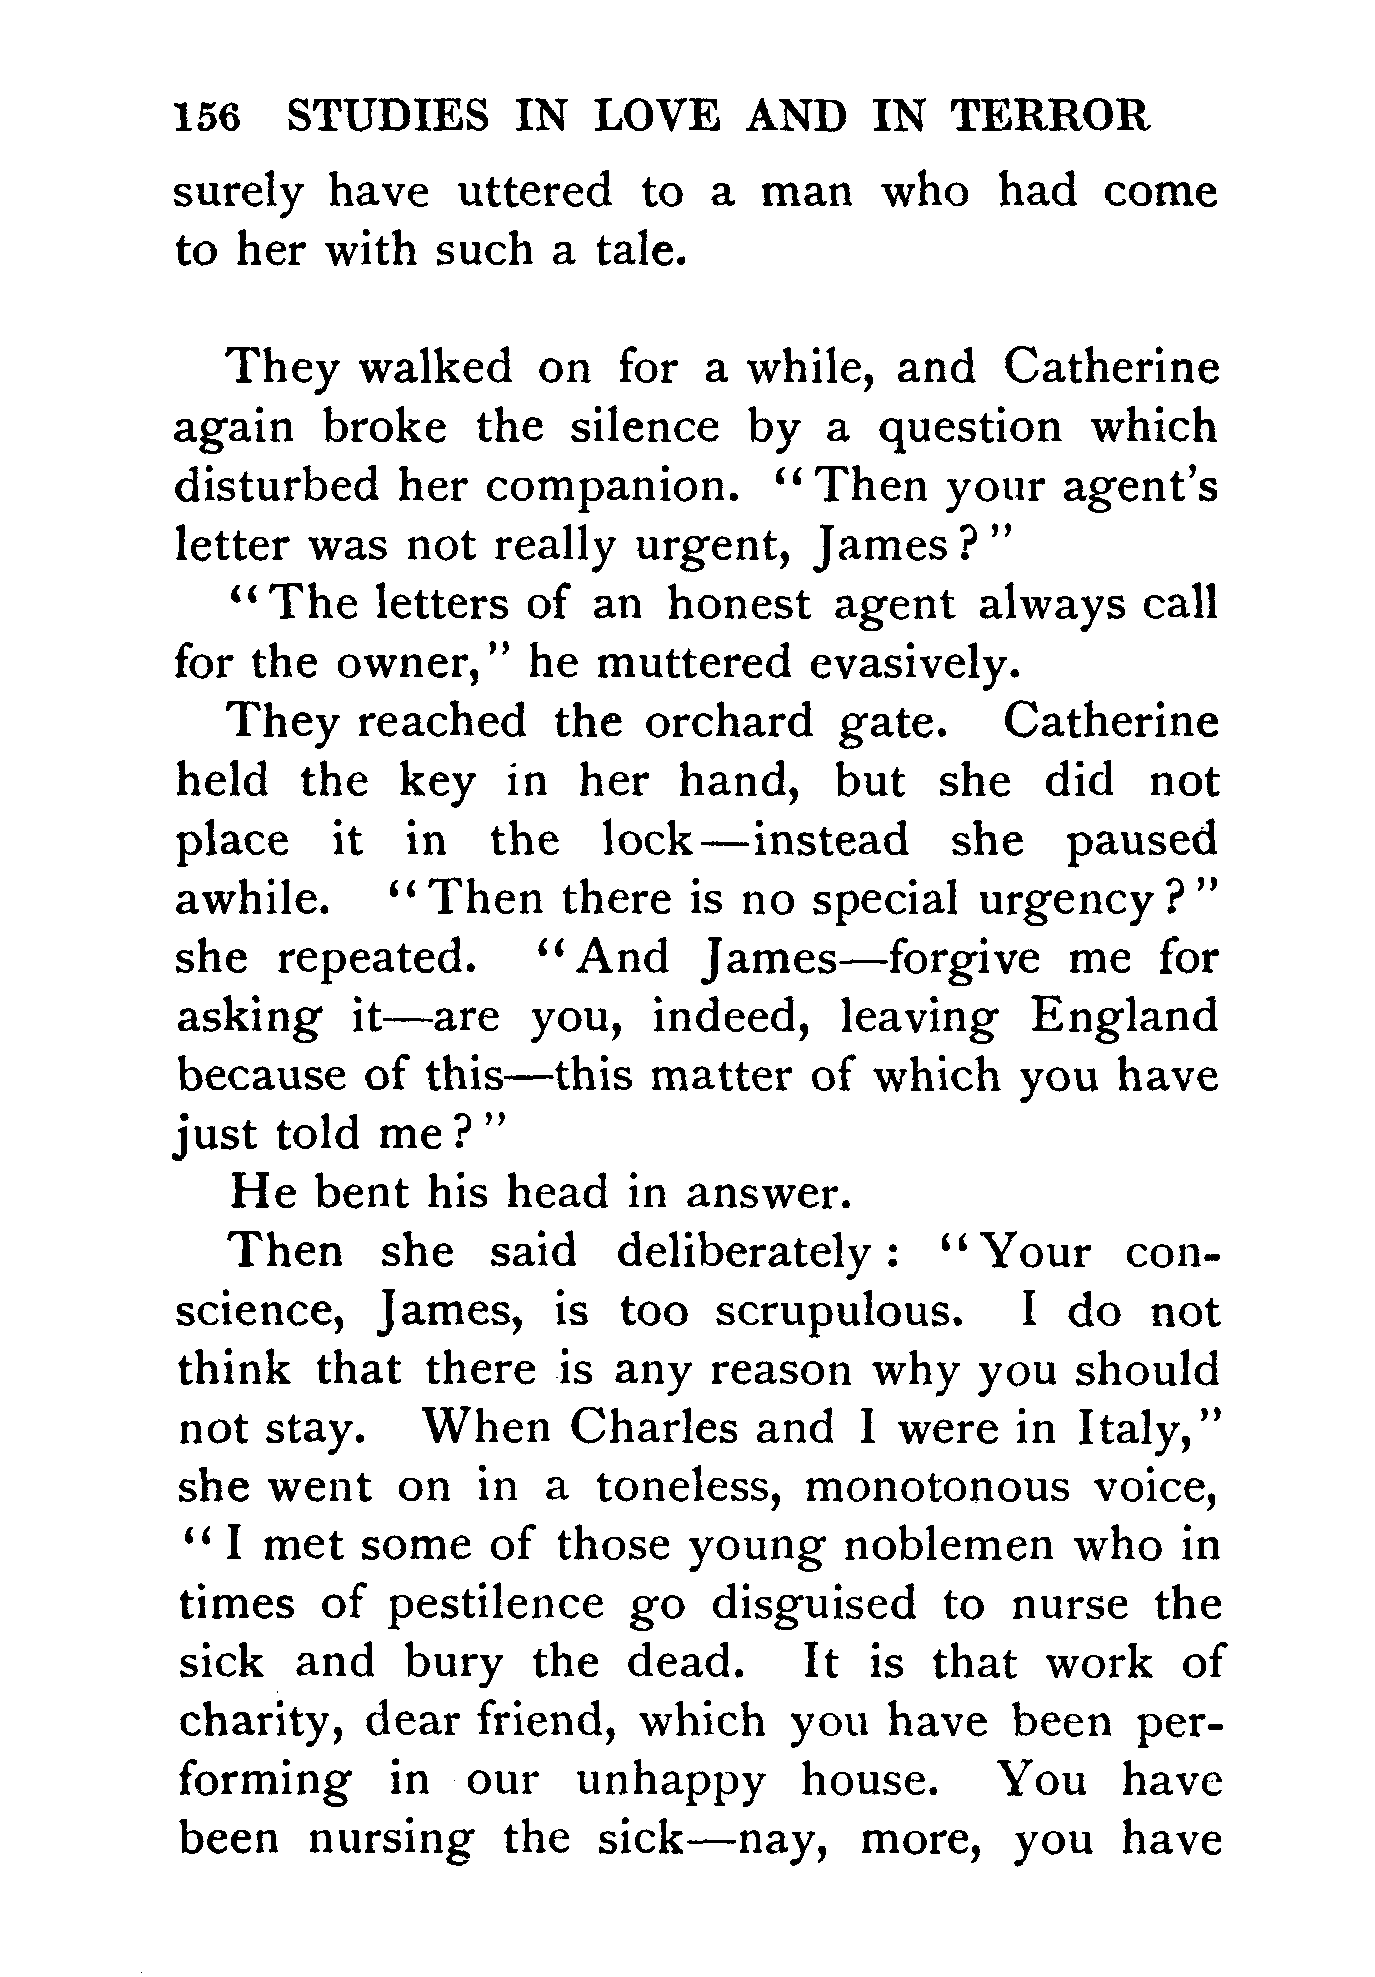 156 STUDIES IN LOVE AND IN TERROR
surely have uttered to a man who had come
to her with such a tale.
They walked on for a while, and Catherine
again broke the silence by a question which
disturbed her companion. “Then your agent's
letter was not really urgent, James?”
“The letters of an honest agent always call
for the owner,” he muttered evasively.
They reached the orchard gate. Catherine
held the key in her hand, but she did not
place it in the lock—instead she paused
awhile. “Then there is no special urgency?”
she repeated. “And James—forgive me for
asking it—are you, indeed, leaving England
because of this—this matter of which you have
just told me?”
He bent his head in answer.
Then she said deliberately: “Your con-
science, James, is too scrupulous. I do not
think that there is any reason why you should
not stay. When Charles and I were in Italy,”
she went on in a toneless, monotonous voice,
“I met some of those young noblemen who in
times of pestilence go disguised to nurse the
sick and bury the dead. It is that work of
charity, dear friend, which you have been per-
forming in our unhappy house. You have
been nursing the sick—nay, more, you have